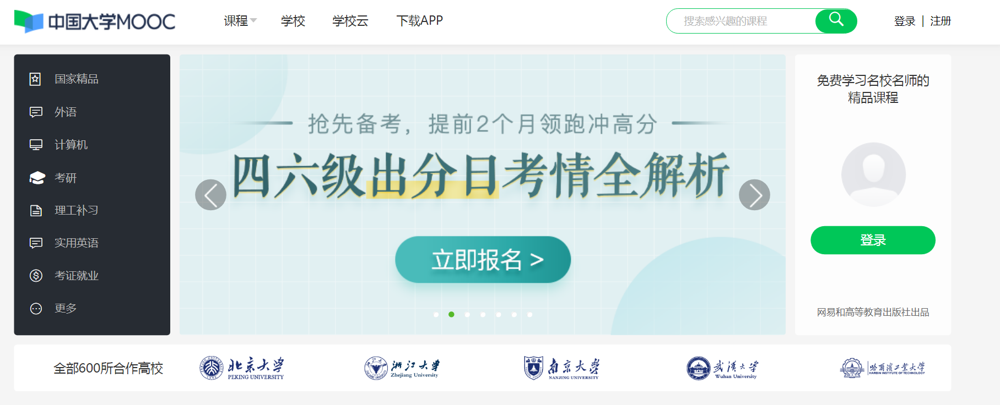 中国大学MOOC
课程
学校
学校云
下载APP
搜索感兴趣的课程
登录 | 注册
国家精品
外语
计算机
考研
理工补习
实用英语
考证就业
更多
抢先备考，提前2个月领跑冲高分
四六级出分日考情全解析
立即报名 >
免费学习名校名师的
精品课程
登录
网易和高等教育出版社出品
全部600所合作高校
北京大学
PEKING UNIVERSITY
浙江大学
Zhejiang University
南京大学
NANJING UNIVERSITY
武汉大学
Wuhan University
哈尔滨工业大学
HARBIN INSTITUTE OF TECHNOLOGY